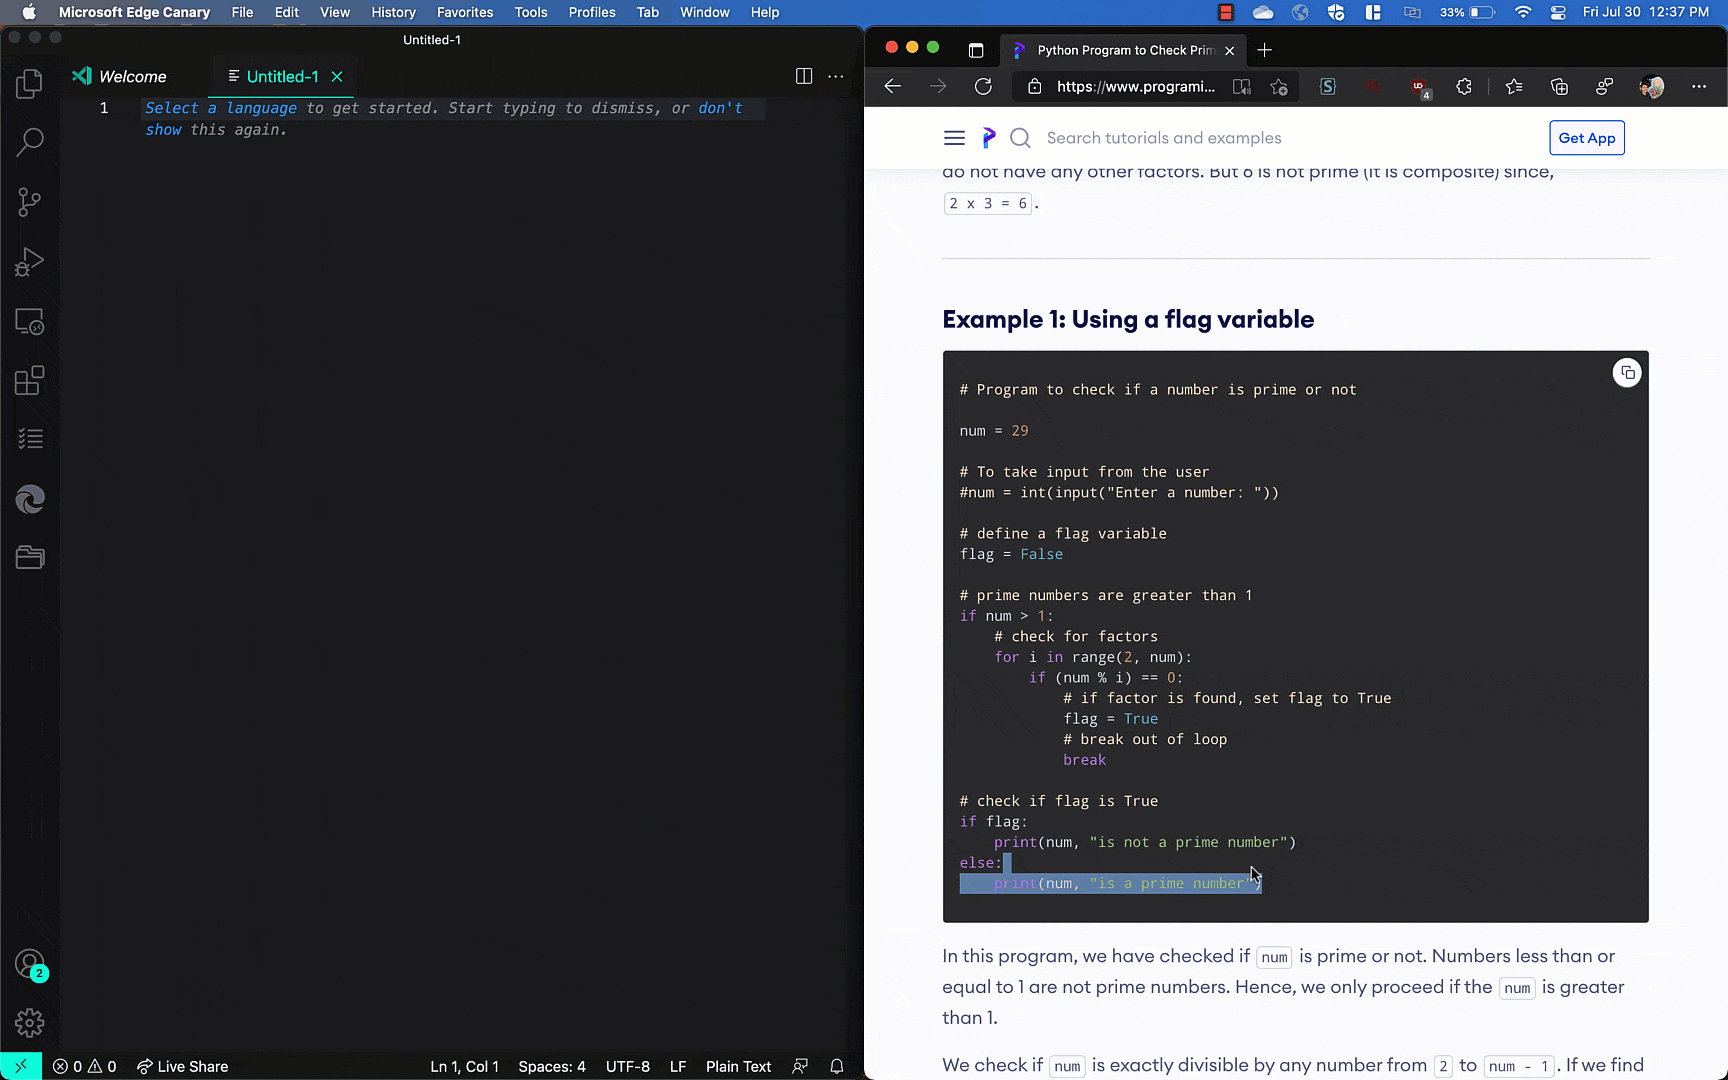 Microsoft Edge Canary File Edit View History Favorites Tools Profiles Tab Window Help
33% Fri Jul 30 12:37 PM
Untitled-1
Welcome Untitled-1
1 Select a language to get started. Start typing to dismiss, or don't
show this again.
2
0 0 Live Share Ln 1, Col 1 Spaces: 4 UTF-8 LF Plain Text
Python Program to Check Prim
https://www.programi... 4
Search tutorials and examples Get App
do not have any other factors. But 6 is not prime (it is composite) since,
2 x 3 = 6.
Example 1: Using a flag variable
# Program to check if a number is prime or not
num = 29
# To take input from the user
#num = int(input("Enter a number: "))
# define a flag variable
flag = False
# prime numbers are greater than 1
if num > 1:
    # check for factors
    for i in range(2, num):
        if (num % i) == 0:
            # if factor is found, set flag to True
            flag = True
            # break out of loop
            break
# check if flag is True
if flag:
    print(num, "is not a prime number")
else:
    print(num, "is a prime number")
In this program, we have checked if num is prime or not. Numbers less than or
equal to 1 are not prime numbers. Hence, we only proceed if the num is greater
than 1.
We check if num is exactly divisible by any number from 2 to num - 1. If we find